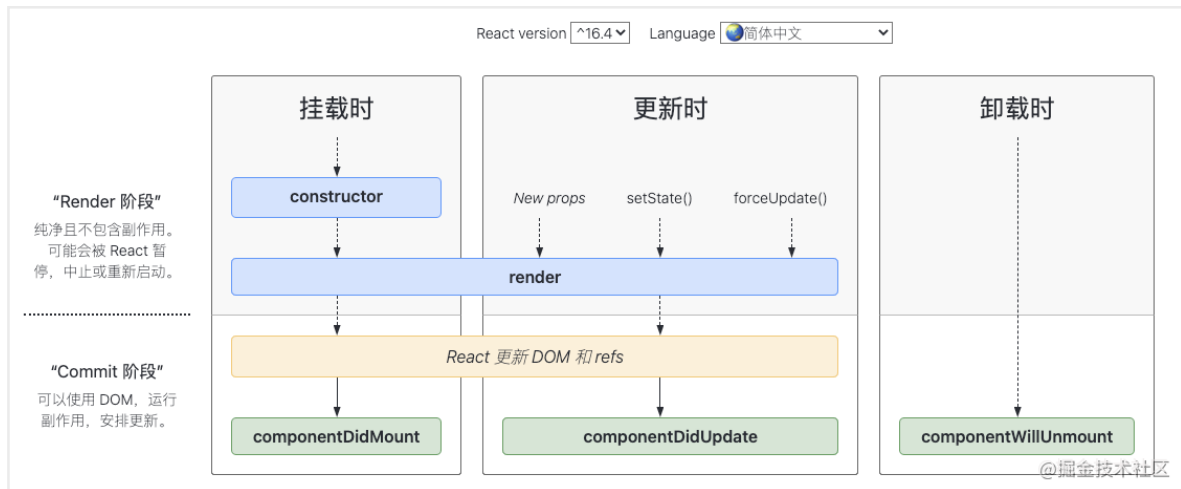 React version ^16.4 Language 简体中文
挂载时 更新时 卸载时
“Render 阶段”
纯净且不包含副作用。
可能会被 React 暂
停，中止或重新启动。
constructor
New props setState() forceUpdate()
render
“Commit 阶段”
可以使用 DOM，运行
副作用，安排更新。
React 更新 DOM 和 refs
componentDidMount componentDidUpdate componentWillUnmount
@掘金技术社区